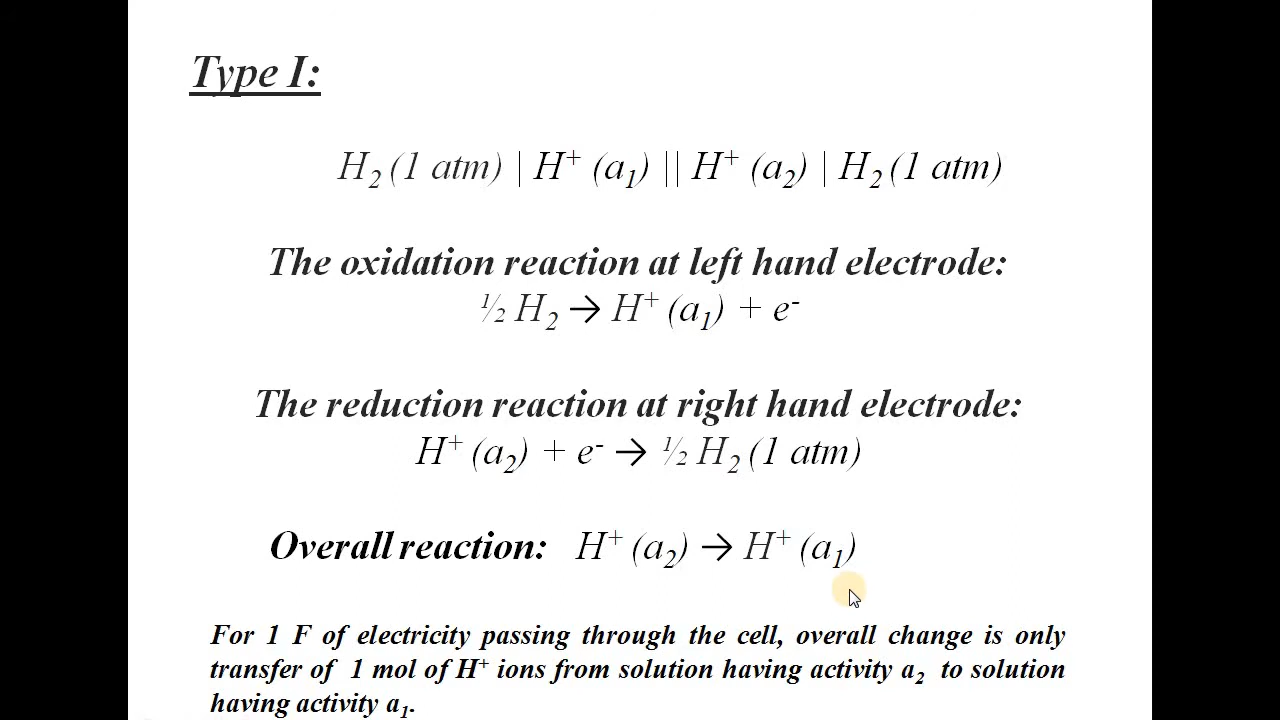 Type I:
H₂ (1 atm) | H⁺ (a₁) || H⁺ (a₂) | H₂ (1 atm)
The oxidation reaction at left hand electrode:
½ H₂ → H⁺ (a₁) + e⁻
The reduction reaction at right hand electrode:
H⁺ (a₂) + e⁻ → ½ H₂ (1 atm)
Overall reaction: H⁺ (a₂) → H⁺ (a₁)
For 1 F of electricity passing through the cell, overall change is only
transfer of 1 mol of H⁺ ions from solution having activity a₂ to solution
having activity a₁.